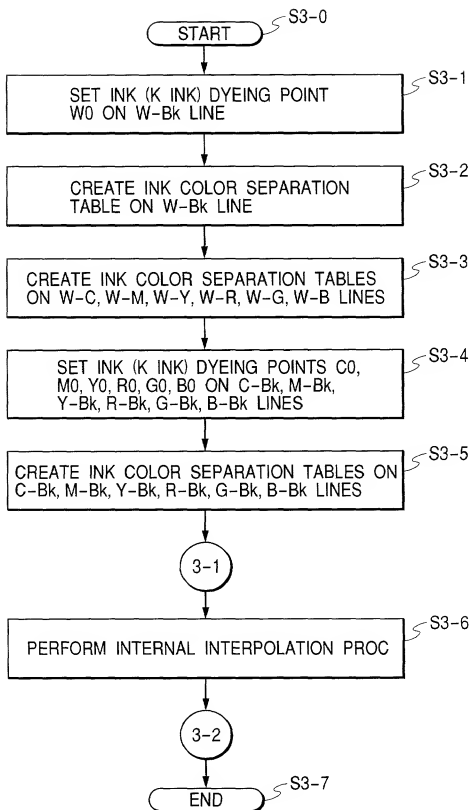 START
S3-0
S3-1
SET INK (K INK) DYEING POINT
W0 ON W-Bk LINE
S3-2
CREATE INK COLOR SEPARATION
TABLE ON W-Bk LINE
S3-3
CREATE INK COLOR SEPARATION TABLES
ON W-C, W-M, W-Y, W-R, W-G, W-B LINES
S3-4
SET INK (K INK) DYEING POINTS C0,
M0, Y0, R0, G0, B0 ON C-Bk, M-Bk,
Y-Bk, R-Bk, G-Bk, B-Bk LINES
S3-5
CREATE INK COLOR SEPARATION TABLES ON
C-Bk, M-Bk, Y-Bk, R-Bk, G-Bk, B-Bk LINES
3-1
S3-6
PERFORM INTERNAL INTERPOLATION PROC
3-2
S3-7
END